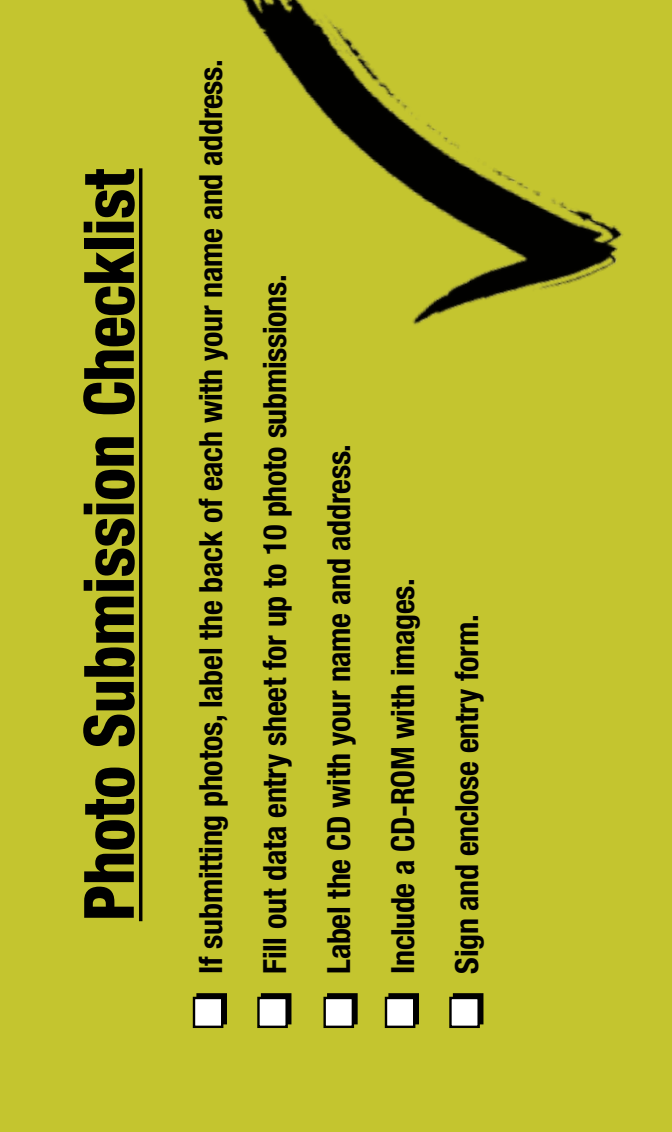 Photo Submission Checklist
If submitting photos, label the back of each with your name and address.
Fill out data entry sheet for up to 10 photo submissions.
Label the CD with your name and address.
Include a CD-ROM with images.
Sign and enclose entry form.